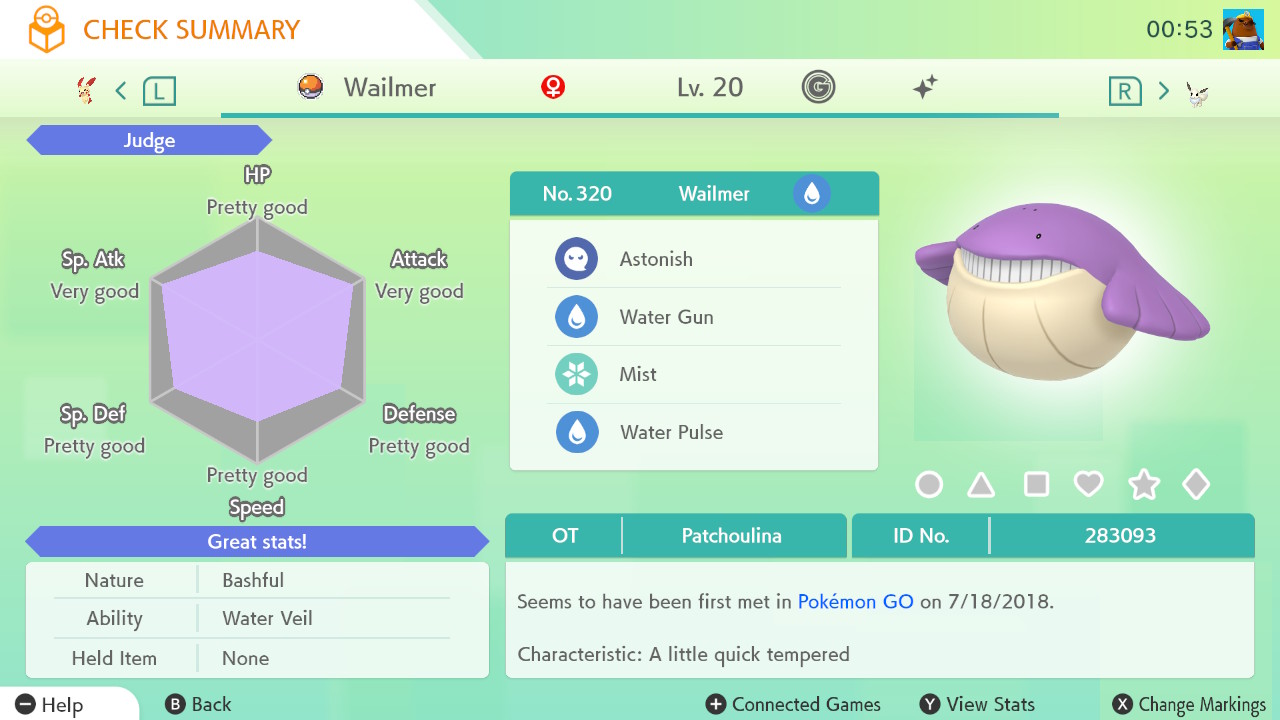 CHECK SUMMARY
00:53
L
Wailmer
Lv. 20
G
R
Judge
HP
Pretty good
Sp. Atk
Very good
Attack
Very good
Sp. Def
Pretty good
Defense
Pretty good
Pretty good
Speed
Great stats!
Nature Bashful
Ability Water Veil
Held Item None
No. 320 Wailmer
Astonish
Water Gun
Mist
Water Pulse
OT Patchoulina ID No. 283093
Seems to have been first met in Pokémon GO on 7/18/2018.
Characteristic: A little quick tempered
Help
B Back
Connected Games
Y View Stats
X Change Markings